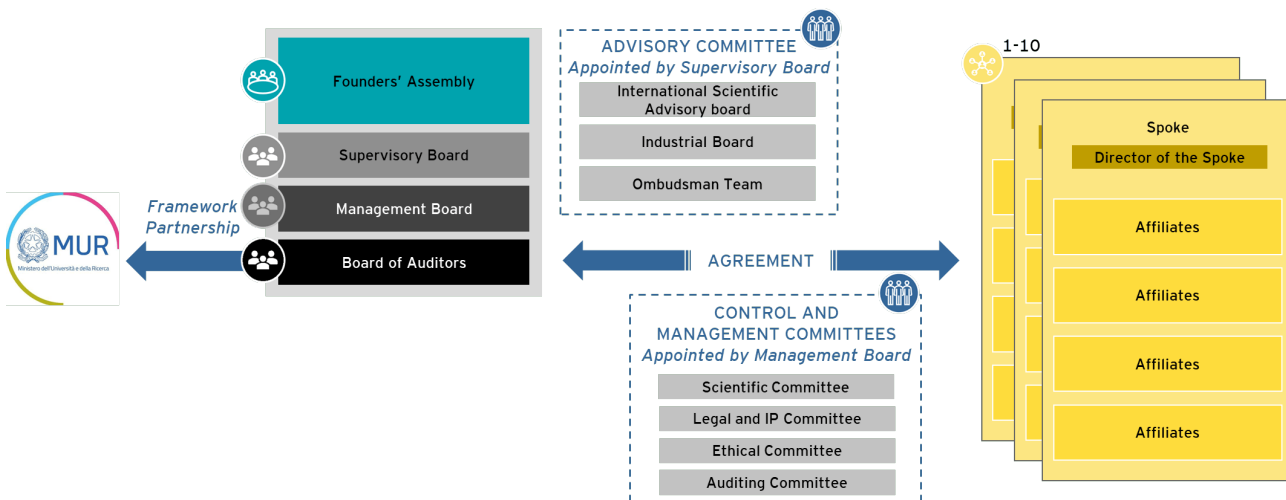 MUR
Ministero dell'Università e della Ricerca
Framework
Partnership
Founders' Assembly
Supervisory Board
Management Board
Board of Auditors
ADVISORY COMMITTEE
Appointed by Supervisory Board
International Scientific
Advisory board
Industrial Board
Ombudsman Team
AGREEMENT
CONTROL AND
MANAGEMENT COMMITTEES
Appointed by Management Board
Scientific Committee
Legal and IP Committee
Ethical Committee
Auditing Committee
1-10
Spoke
Director of the Spoke
Affiliates
Affiliates
Affiliates
Affiliates